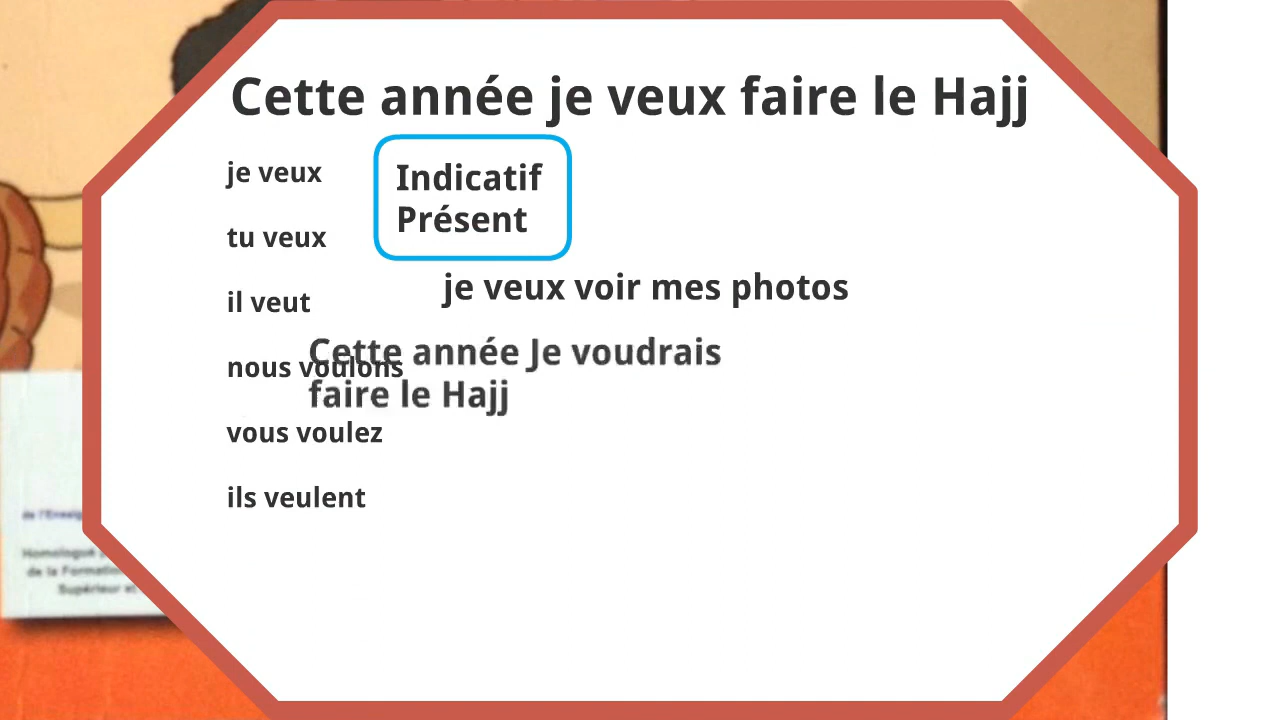 Cette année je veux faire le Hajj
je veux
Indicatif
Présent
tu veux
je veux voir mes photos
il veut
Cette année Je voudrais
faire le Hajj
nous voulons
vous voulez
ils veulent
de l'Enseig
Homologué
de la Formation
Supérieur et